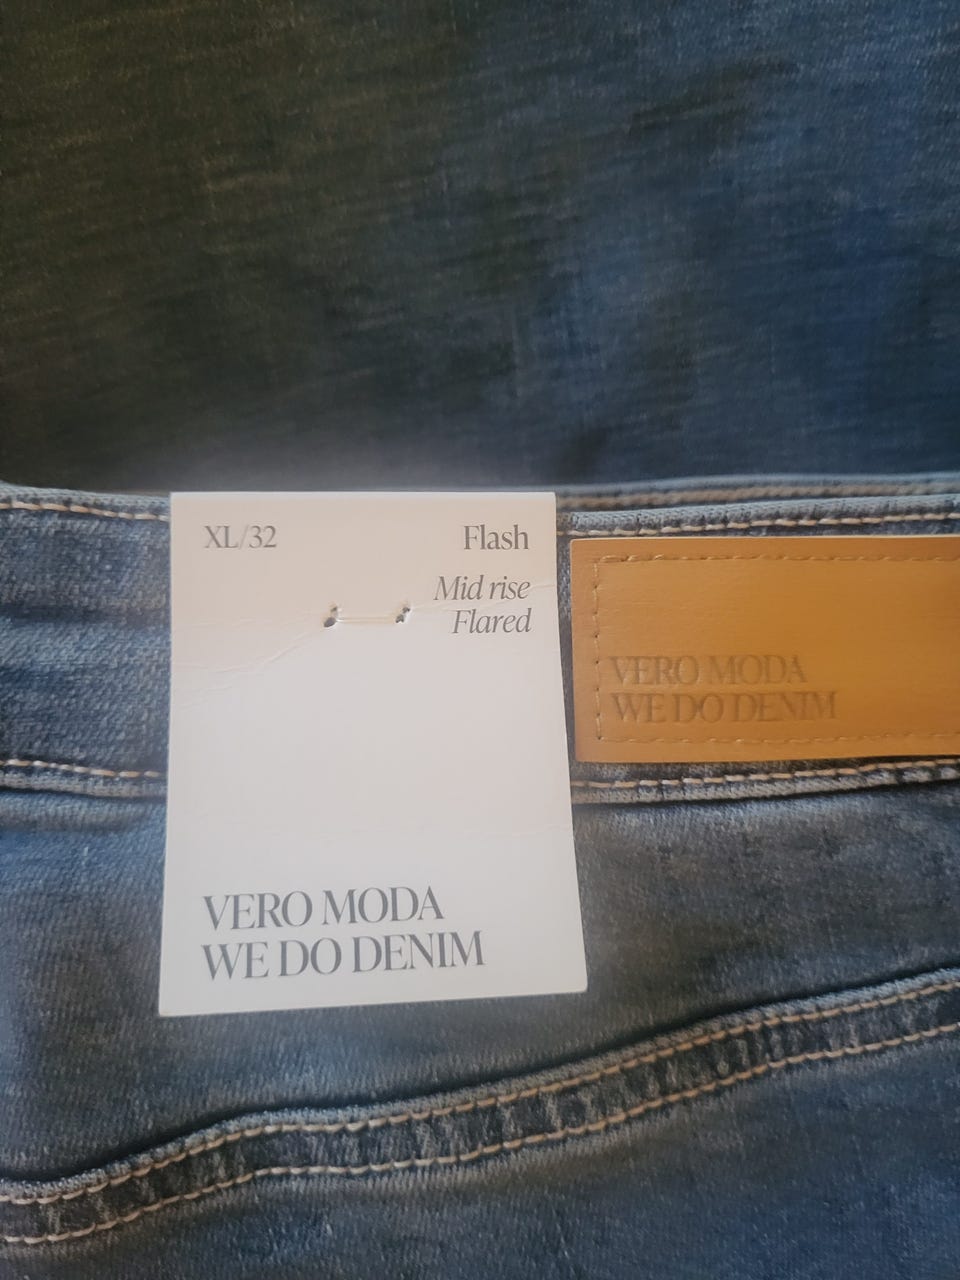 XL/32
Flash
Mid rise
Flared
VERO MODA
WE DO DENIM
VERO MODA
WE DO DENIM